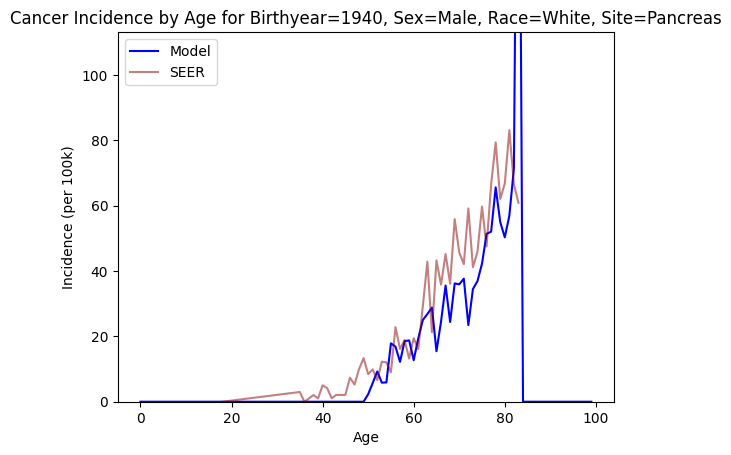 Cancer Incidence by Age for Birthyear=1940, Sex=Male, Race=White, Site=Pancreas
Model
SEER
100
80
60
40
20
0
Incidence (per 100k)
0 20 40 60 80 100
Age